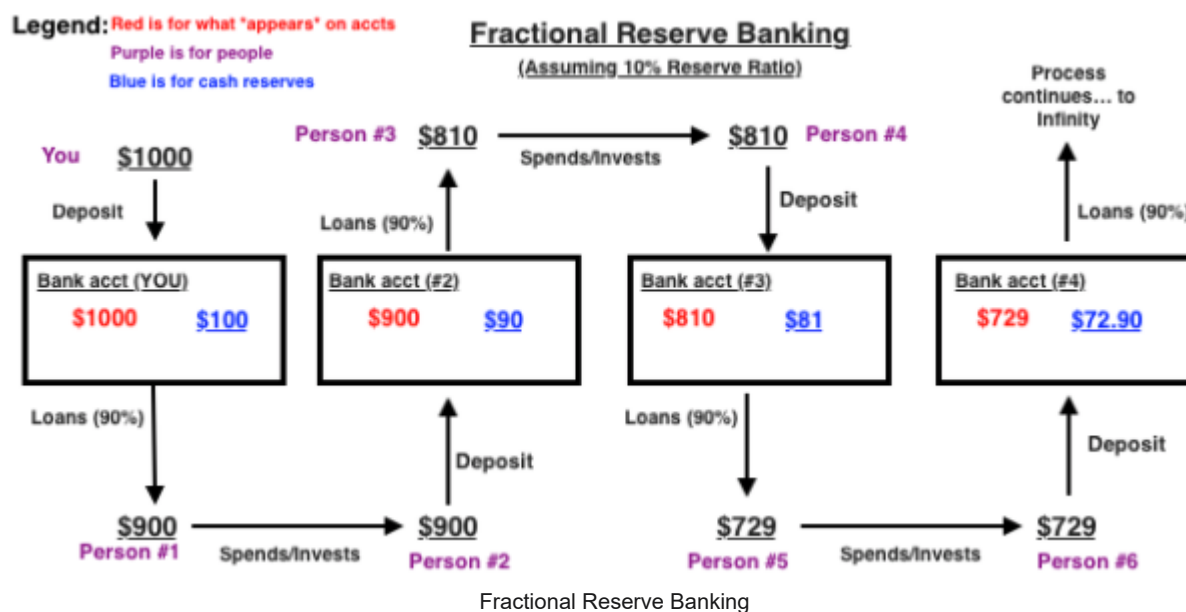 Legend: Red is for what *appears* on accts
Purple is for people
Blue is for cash reserves
Fractional Reserve Banking
(Assuming 10% Reserve Ratio)
Process
continues... to
Infinity
You $1000
Person #3 $810
Spends/Invests
$810 Person #4
Deposit
Loans (90%)
Deposit
Loans (90%)
Bank acct (YOU)
$1000 $100
Bank acct (#2)
$900 $90
Bank acct (#3)
$810 $81
Bank acct (#4)
$729 $72.90
Loans (90%)
Deposit
Loans (90%)
Deposit
$900
Person #1
Spends/Invests
$900
Person #2
$729
Person #5
Spends/Invests
$729
Person #6
Fractional Reserve Banking